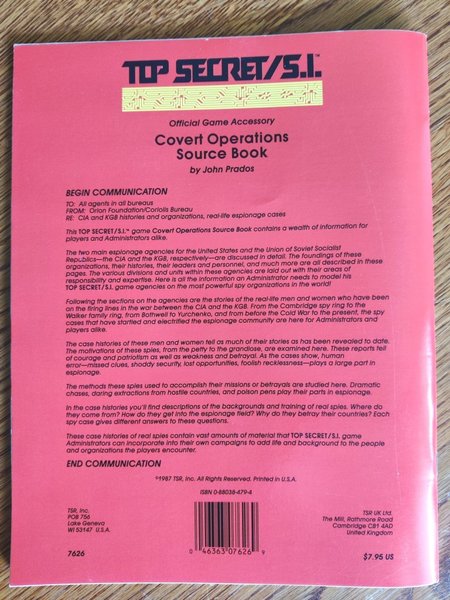 TOP SECRET/S.I.™
Official Game Accessory
Covert Operations
Source Book
by John Prados
BEGIN COMMUNICATION
TO: All agents in all bureaus
FROM: Orion Foundation/Coriolis Bureau
RE: CIA and KGB histories and organizations, real-life espionage cases
This TOP SECRET/S.I.™ game Covert Operations Source Book contains a wealth of information for
players and Administrators alike.
The two main espionage agencies for the United States and the Union of Soviet Socialist
Republics—the CIA and the KGB, respectively—are discussed in detail. The foundings of these
organizations, their histories, their leaders and personnel, and much more are all described in these
pages. The various divisions and units within these agencies are laid out with their areas of
responsibility and expertise. Here is all the information an Administrator needs to model his
TOP SECRET/S.I. game agencies on the most powerful spy organizations in the world!
Following the sections on the agencies are the stories of the real-life men and women who have been
on the firing lines in the war between the CIA and the KGB. From the Cambridge spy ring to the
Walker family ring, from Bothwell to Yurchenko, and from before the Cold War to the present, the spy
cases that have startled and electrified the espionage community are here for Administrators and
players alike.
The case histories of these men and women tell as much of their stories as has been revealed to date.
The motivations of these spies, from the petty to the grandiose, are examined here. These reports tell
of courage and patriotism as well as weakness and betrayal. As the cases show, human
error—missed clues, shaddy security, lost opportunities, foolish recklessness—plays a large part in
espionage.
The methods these spies used to accomplish their missions or betrayals are studied here. Dramatic
chases, daring extractions from hostile countries, and poison pens play their parts in espionage.
In the case histories you'll find descriptions of the backgrounds and training of real spies. Where do
they come from? How do they get into the espionage field? Why do they betray their countries? Each
spy case gives different answers to these questions.
These case histories of real spies contain vast amounts of material that TOP SECRET/S.I. game
Administrators can incorporate into their own campaigns to add life and background to the people
and organizations the players encounter.
END COMMUNICATION
©1987 TSR, Inc. All Rights Reserved. Printed in U.S.A.
ISBN 0-88038-479-4
TSR, Inc.
POB 756
Lake Geneva
WI 53147 U.S.A.
TSR UK Ltd.
The Mill, Rathmore Road
Cambridge CB1 4AD
United Kingdom
0 46363 07626 9
7626
$7.95 US